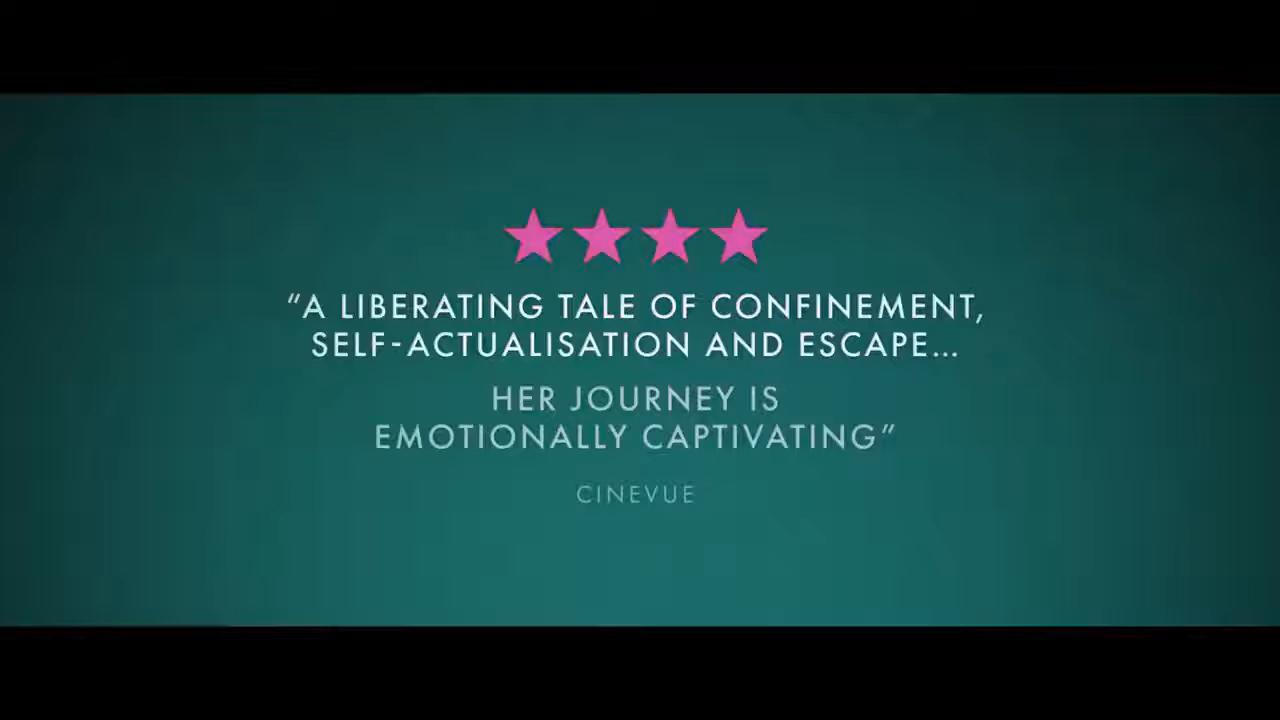 “A LIBERATING TALE OF CONFINEMENT,
SELF-ACTUALISATION AND ESCAPE...
HER JOURNEY IS
EMOTIONALLY CAPTIVATING”
CINEVUE